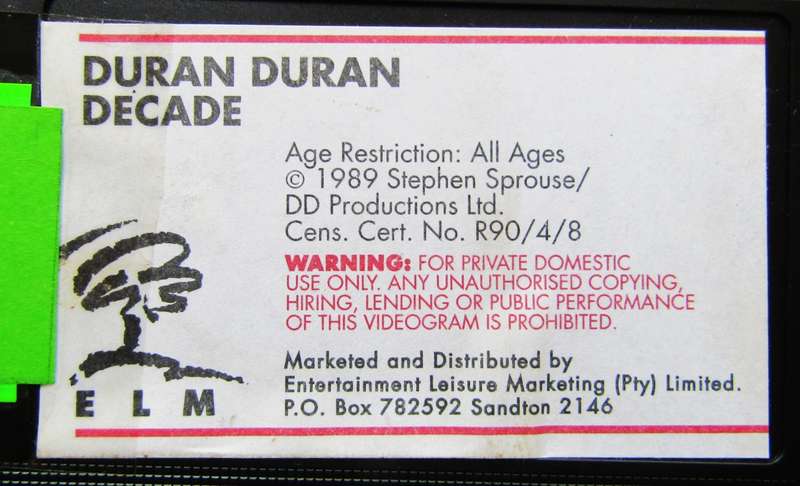 DURAN DURAN
DECADE
Age Restriction: All Ages
© 1989 Stephen Sprouse/
DD Productions Ltd.
Cens. Cert. No. R90/4/8
WARNING: FOR PRIVATE DOMESTIC
USE ONLY. ANY UNAUTHORISED COPYING,
HIRING, LENDING OR PUBLIC PERFORMANCE
OF THIS VIDEOGRAM IS PROHIBITED.
Marketed and Distributed by
Entertainment Leisure Marketing (Pty) Limited.
P.O. Box 782592 Sandton 2146
E L M